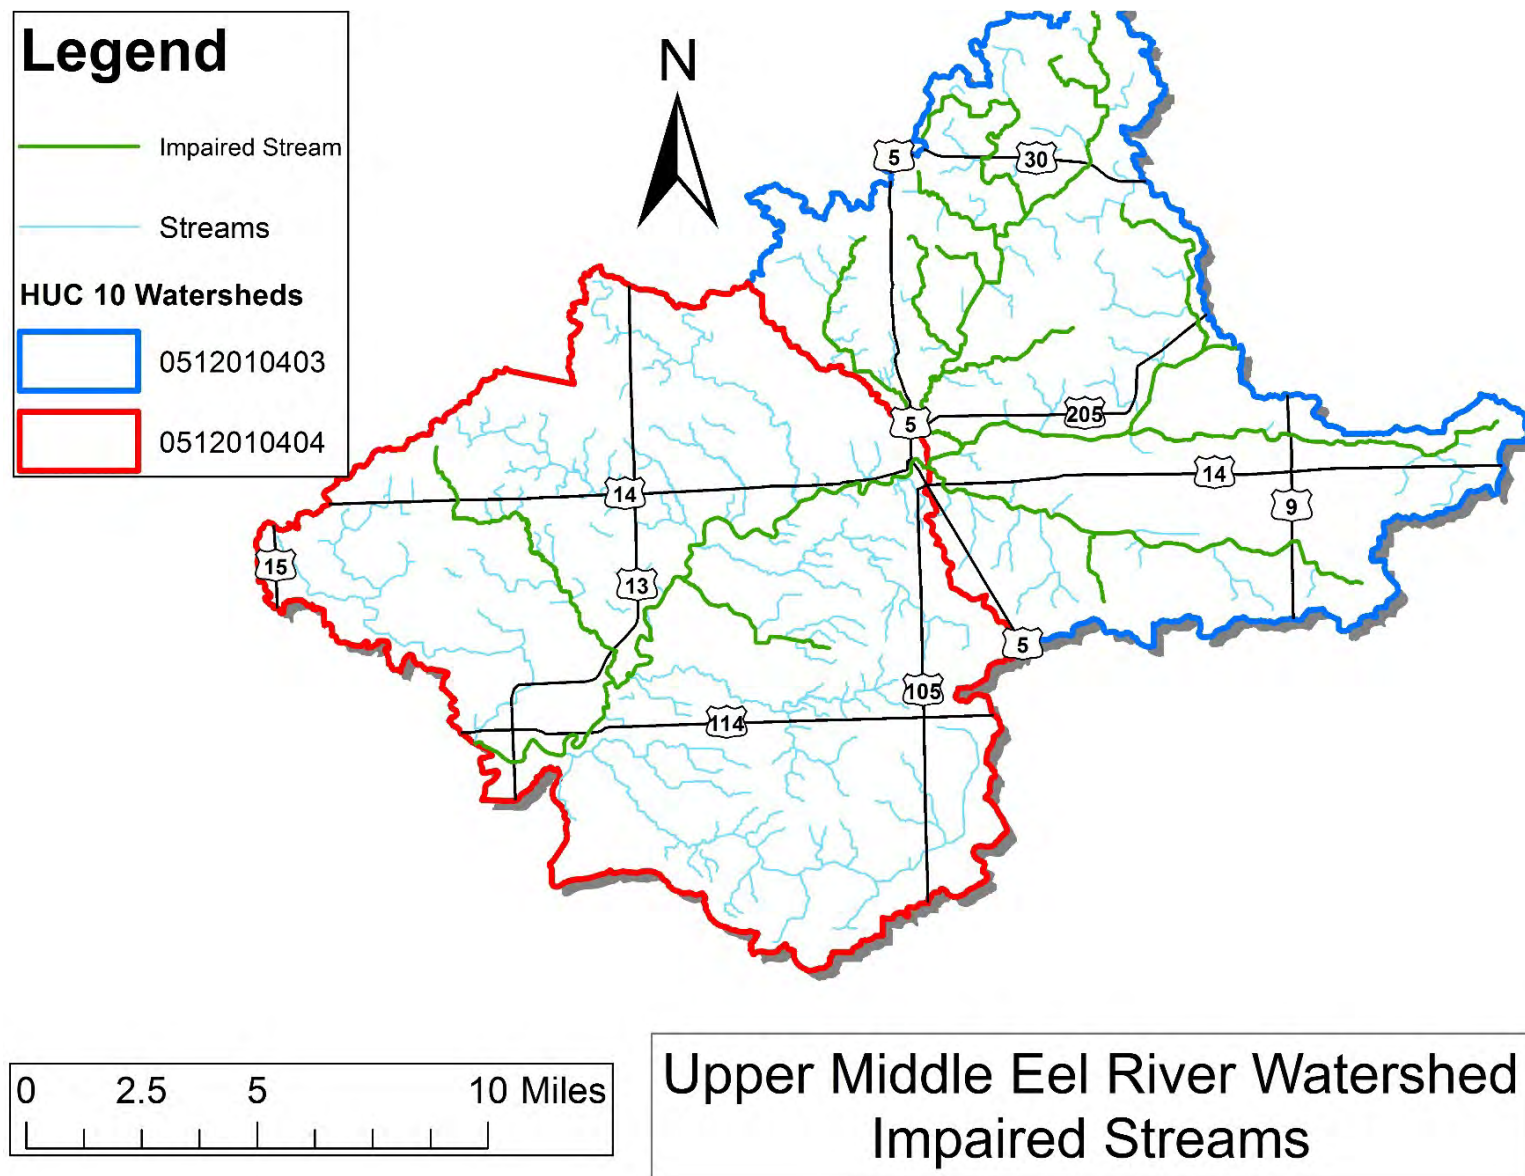 Legend
Impaired Stream
Streams
HUC 10 Watersheds
0512010403
0512010404
N
5
30
205
5
14
9
14
15
13
5
105
114
0 2.5 5 10 Miles
Upper Middle Eel River Watershed
Impaired Streams